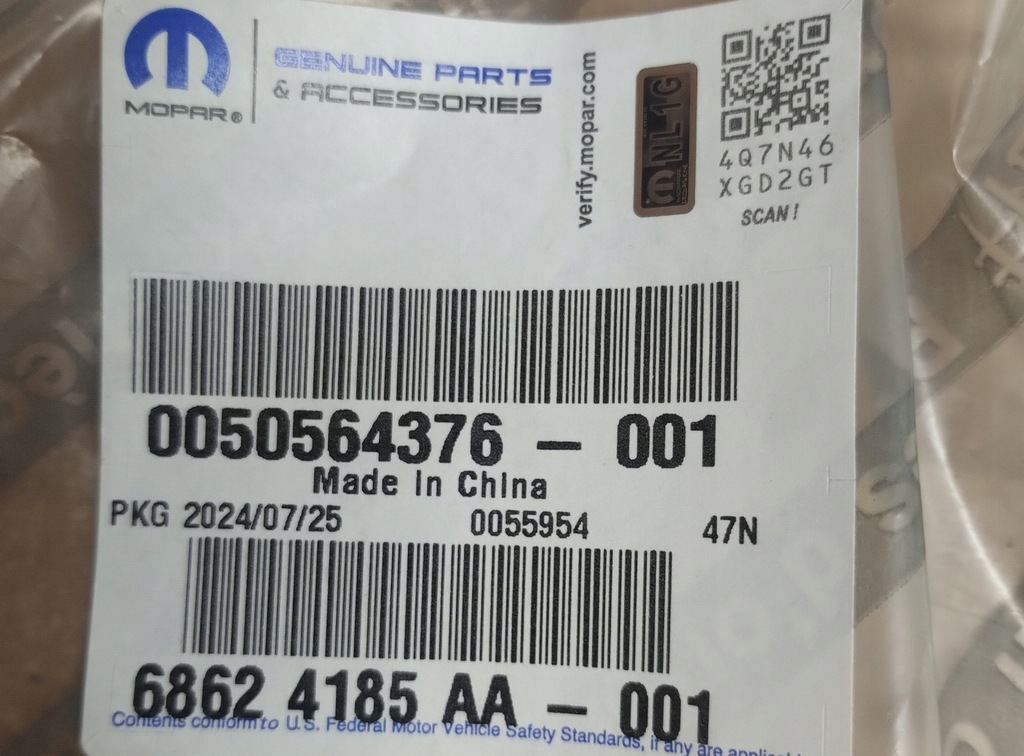 MOPAR®
GENUINE PARTS
& ACCESSORIES
verify.mopar.com
NL1G
4Q7N46
XGD2GT
SCAN!
0050564376 – 001
Made in China
PKG 2024/07/25 0055954 47N
6862 4185 AA – 001
Contents conform to U.S. Federal Motor Vehicle Safety Standards, if any are